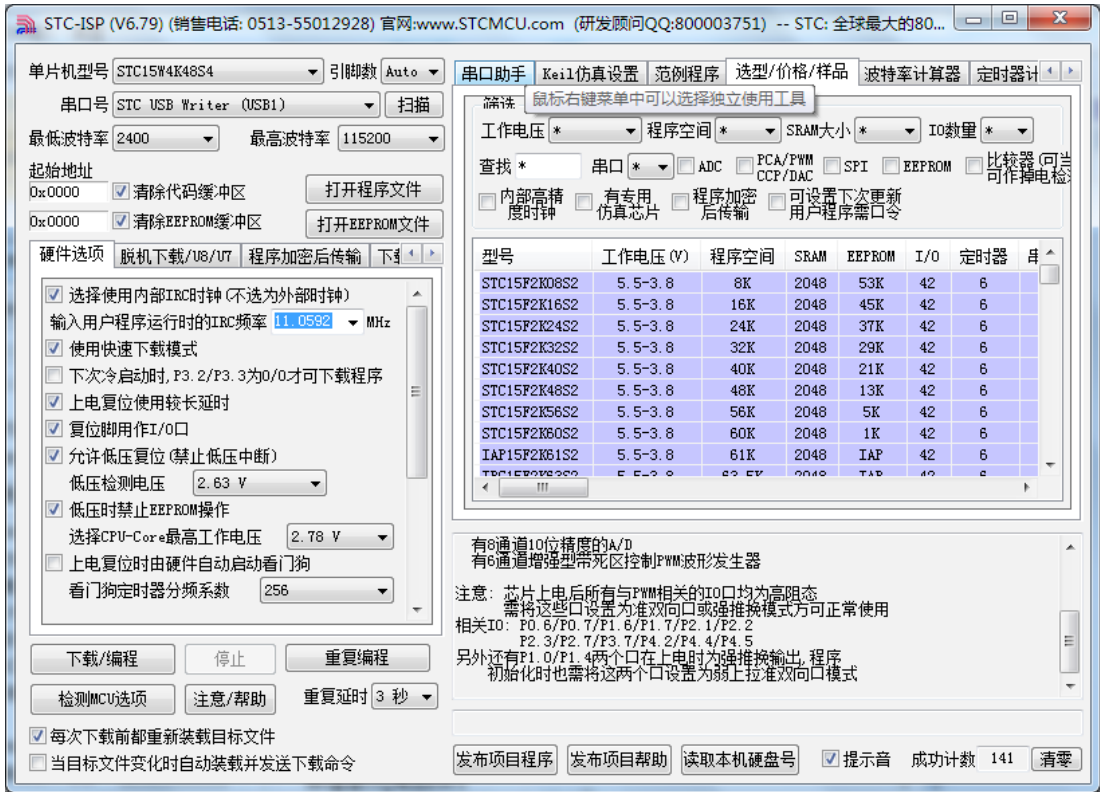 STC-ISP (V6.79) (销售电话: 0513-55012928) 官网:www.STCMCU.com (研发顾问QQ:800003751) -- STC: 全球最大的80...
单片机型号 STC15W4K48S4 引脚数 Auto
串口号 STC USB Writer (USB1) 扫描
最低波特率 2400 最高波特率 115200
起始地址
0x0000 清除代码缓冲区 打开程序文件
0x0000 清除EEPROM缓冲区 打开EEPROM文件
硬件选项 脱机下载/U8/U7 程序加密后传输
选择使用内部IRC时钟(不选为外部时钟)
输入用户程序运行时的IRC频率 11.0592 MHz
使用快速下载模式
下次冷启动时,P3.2/P3.3为0/0才可下载程序
上电复位使用较长延时
复位脚用作I/O口
允许低压复位(禁止低压中断)
低压检测电压 2.63 V
低压时禁止EEPROM操作
选择CPU-Core最高工作电压 2.78 V
上电复位时由硬件自动启动看门狗
看门狗定时器分频系数 256
下载/编程 停止 重复编程
检测MCU选项 注意/帮助 重复延时 3 秒
每次下载前都重新装载目标文件
当目标文件变化时自动装载并发送下载命令
串口助手 Keil仿真设置 范例程序 选型/价格/样品 波特率计算器 定时器计
筛选 鼠标右键菜单中可以选择独立使用工具
工作电压 * 程序空间 * SRAM大小 * IO数量 *
查找 * 串口 * ADC PCA/PWM CCP/DAC SPI EEPROM 比较器(可当 可作掉电检
内部高精度时钟 有专用仿真芯片 程序加密后传输 可设置下次更新用户程序需口令
型号 工作电压(V) 程序空间 SRAM EEPROM I/O 定时器 串
STC15F2K08S2 5.5-3.8 8K 2048 53K 42 6
STC15F2K16S2 5.5-3.8 16K 2048 45K 42 6
STC15F2K24S2 5.5-3.8 24K 2048 37K 42 6
STC15F2K32S2 5.5-3.8 32K 2048 29K 42 6
STC15F2K40S2 5.5-3.8 40K 2048 21K 42 6
STC15F2K48S2 5.5-3.8 48K 2048 13K 42 6
STC15F2K56S2 5.5-3.8 56K 2048 5K 42 6
STC15F2K60S2 5.5-3.8 60K 2048 1K 42 6
IAP15F2K61S2 5.5-3.8 61K 2048 IAP 42 6
有8通道10位精度的A/D
有6通道增强型带死区控制PWM波形发生器
注意: 芯片上电后所有与PWM相关的IO口均为高阻态
需将这些口设置为准双向口或强推挽模式方可正常使用
相关IO: P0.6/P0.7/P1.6/P1.7/P2.1/P2.2
P2.3/P2.7/P3.7/P4.2/P4.4/P4.5
另外还有P1.0/P1.4两个口在上电时为强推挽输出,程序
初始化时也需将这两个口设置为弱上拉准双向口模式
发布项目程序 发布项目帮助 读取本机硬盘号 提示音 成功计数 141 清零